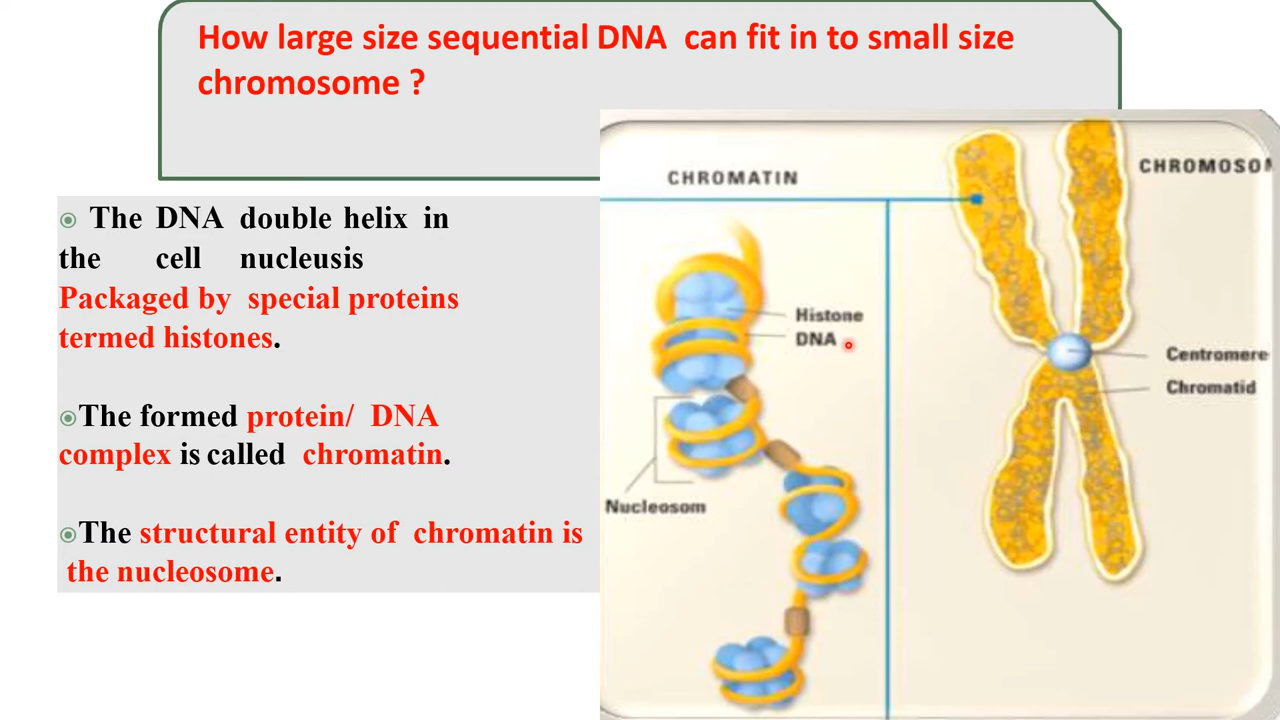 How large size sequential DNA can fit in to small size
chromosome ?
The DNA double helix in
the cell nucleusis
Packaged by special proteins
termed histones.
The formed protein/ DNA
complex is called chromatin.
The structural entity of chromatin is
the nucleosome.
CHROMATIN
Histone
DNA
Nucleosom
CHROMOSOM
Centromere
Chromatid